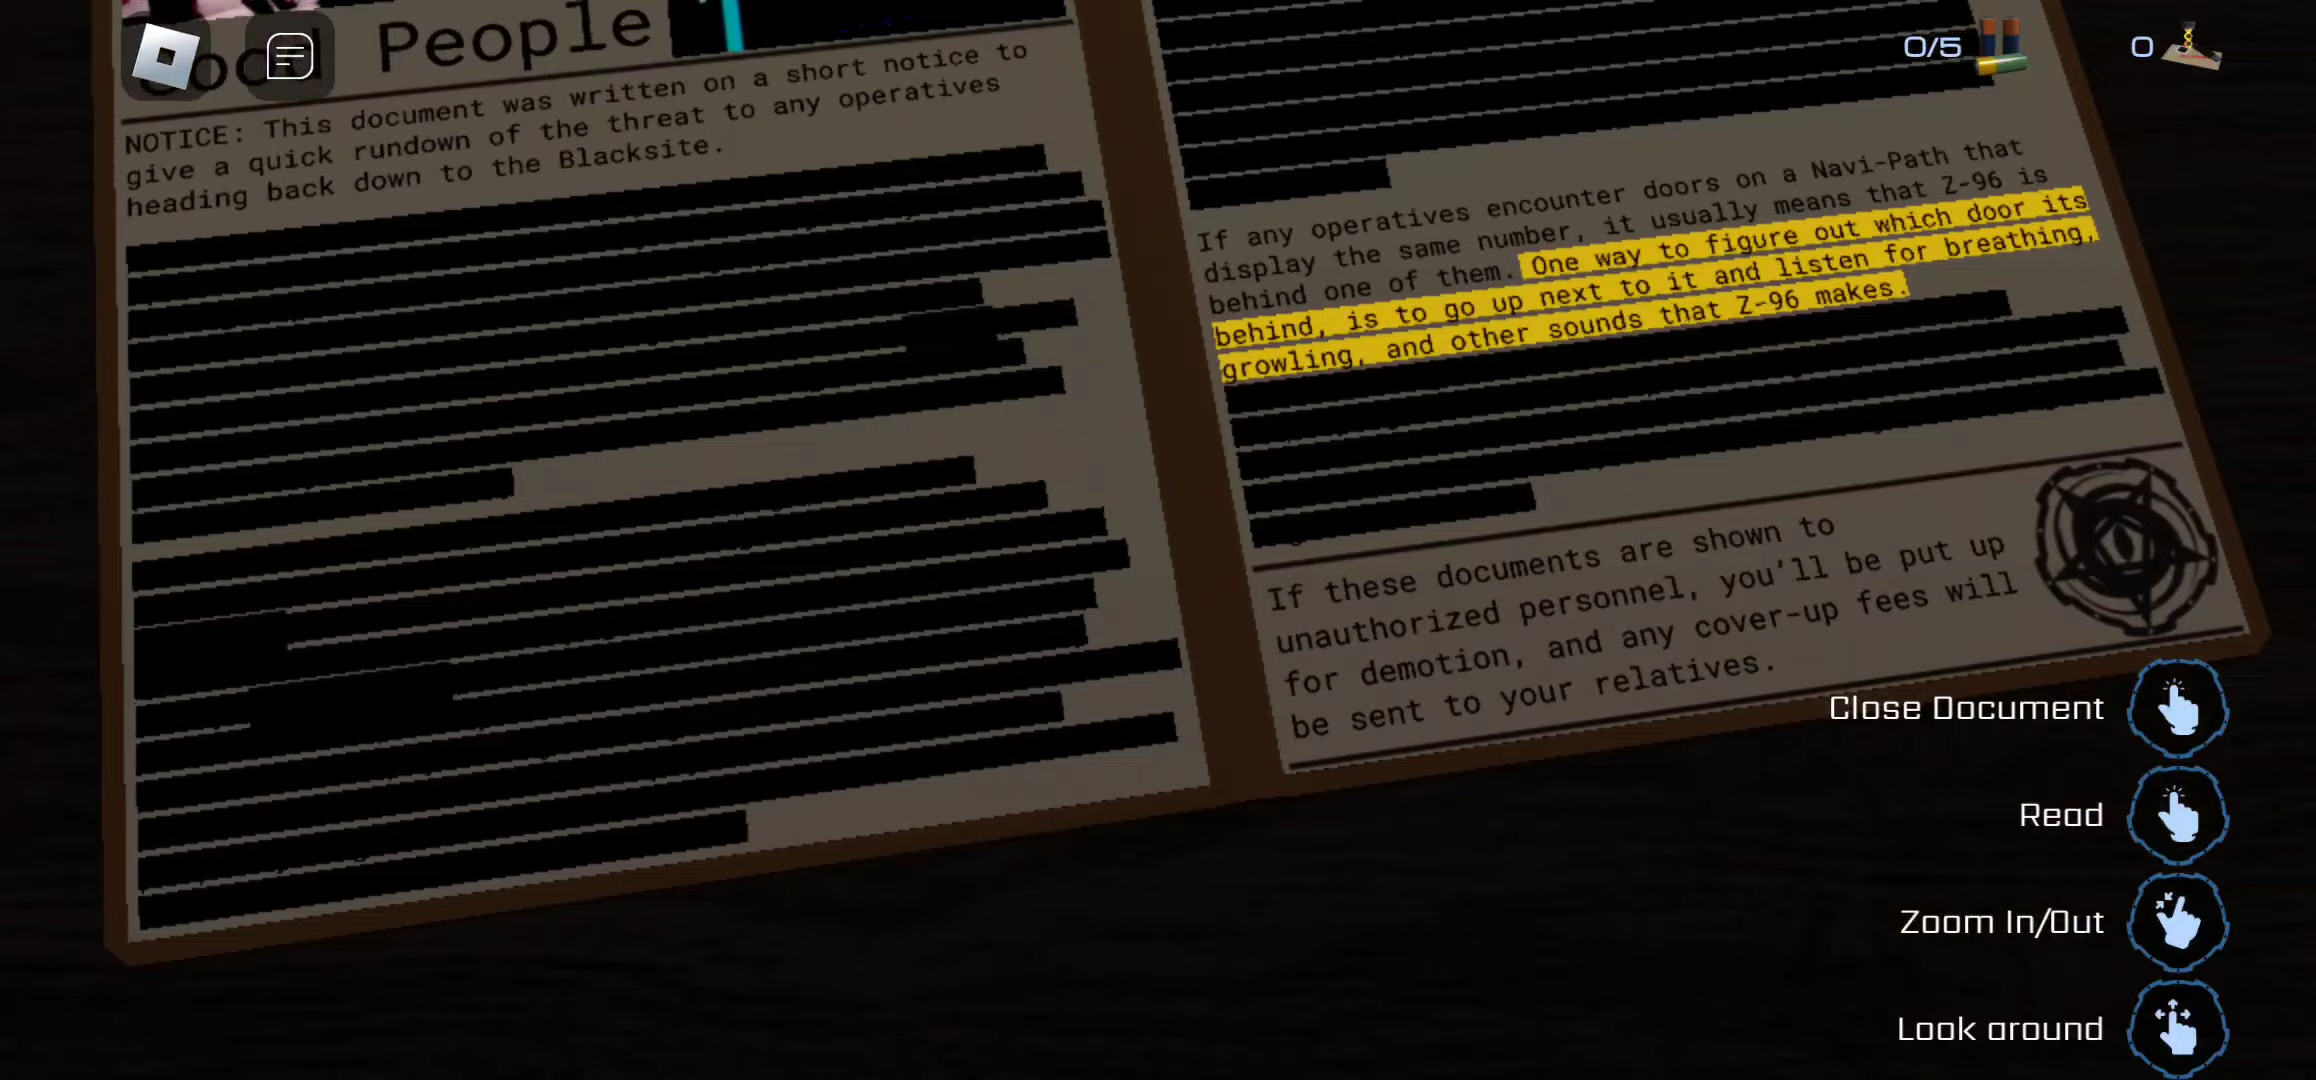 People
0/5
0
NOTICE: This document was written on a short notice to
give a quick rundown of the threat to any operatives
heading back down to the Blacksite.
If any operatives encounter doors on a Navi-Path that
display the same number, it usually means that Z-96 is
behind one of them. One way to figure out which door its
behind, is to go up next to it and listen for breathing,
growling, and other sounds that Z-96 makes.
If these documents are shown to
unauthorized personnel, you'll be put up
for demotion, and any cover-up fees will
be sent to your relatives.
Close Document
Read
Zoom In/Out
Look around